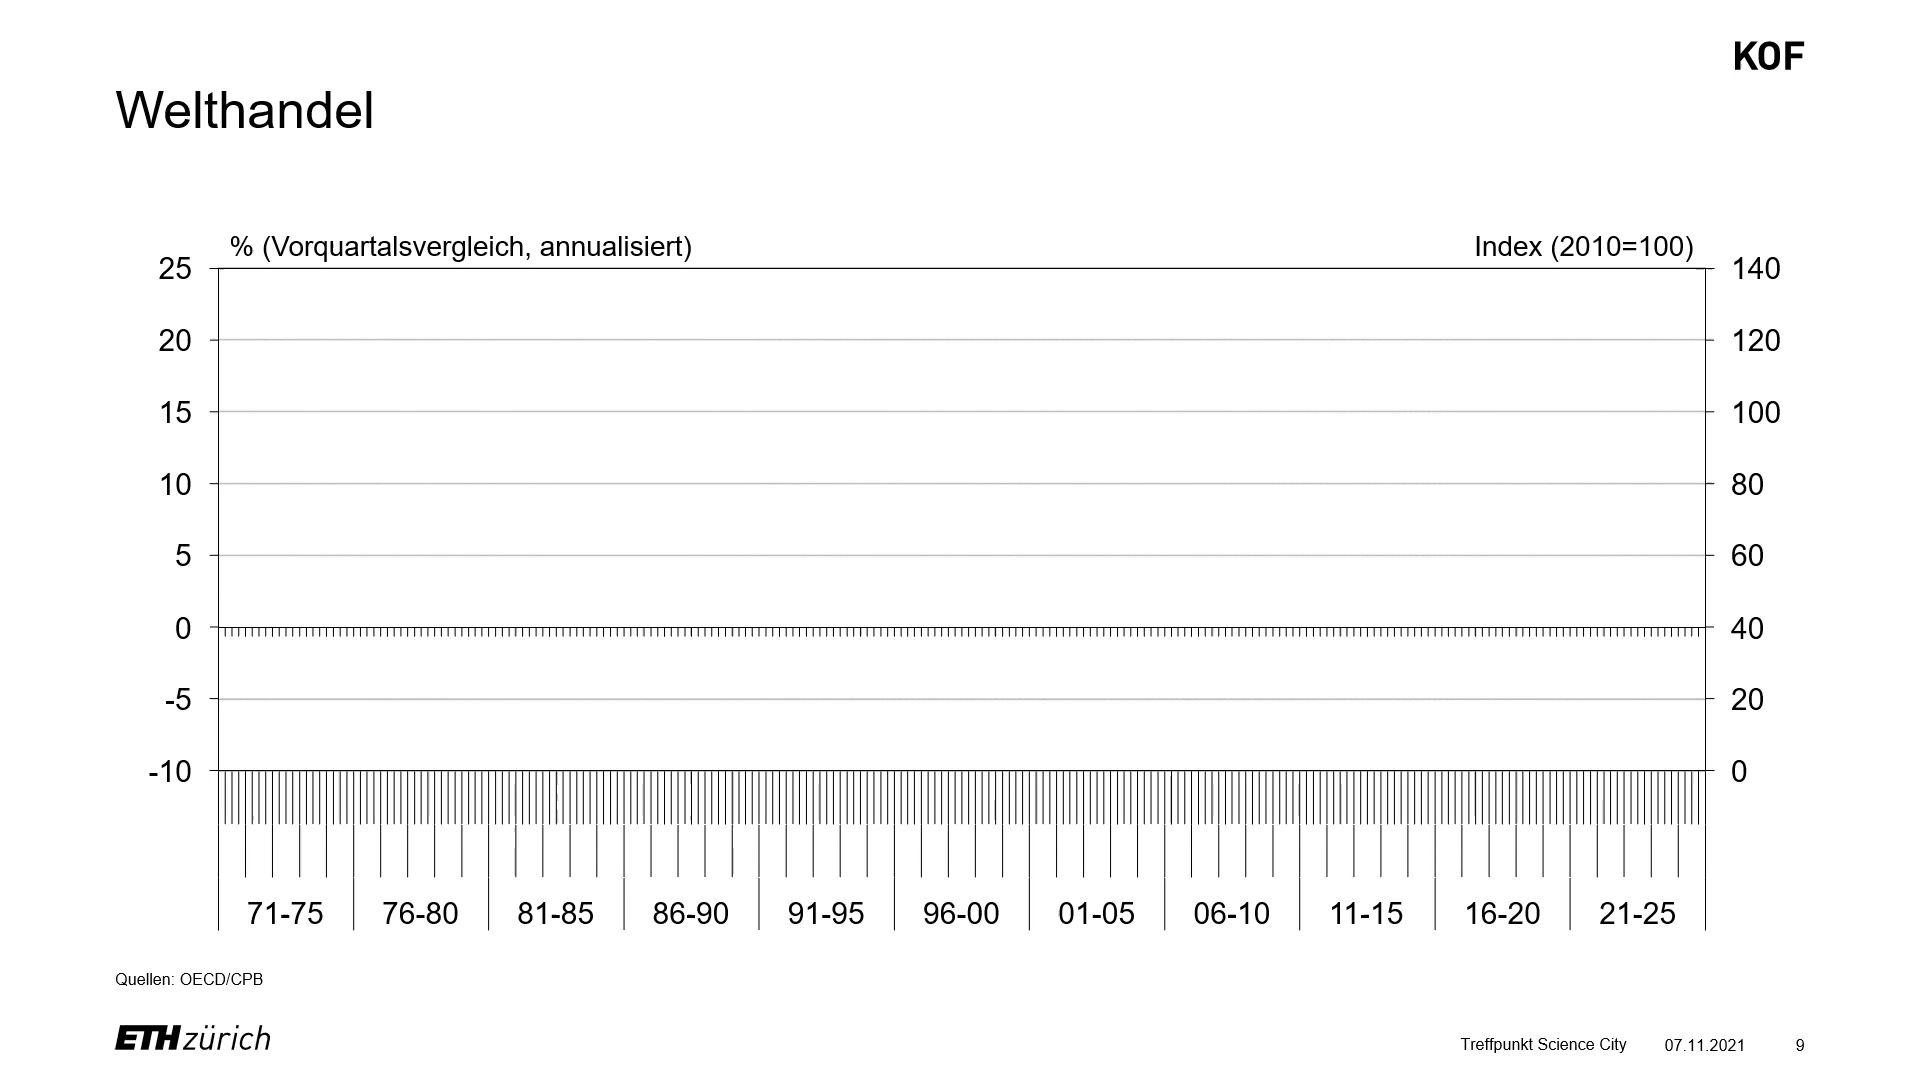 KOF
Welthandel
% (Vorquartalsvergleich, annualisiert)
Index (2010=100)
25
140
20
120
15
100
10
80
5
60
0
40
-5
20
-10
0
71-75 76-80 81-85 86-90 91-95 96-00 01-05 06-10 11-15 16-20 21-25
Quellen: OECD/CPB
ETH zürich
Treffpunkt Science City 07.11.2021 9